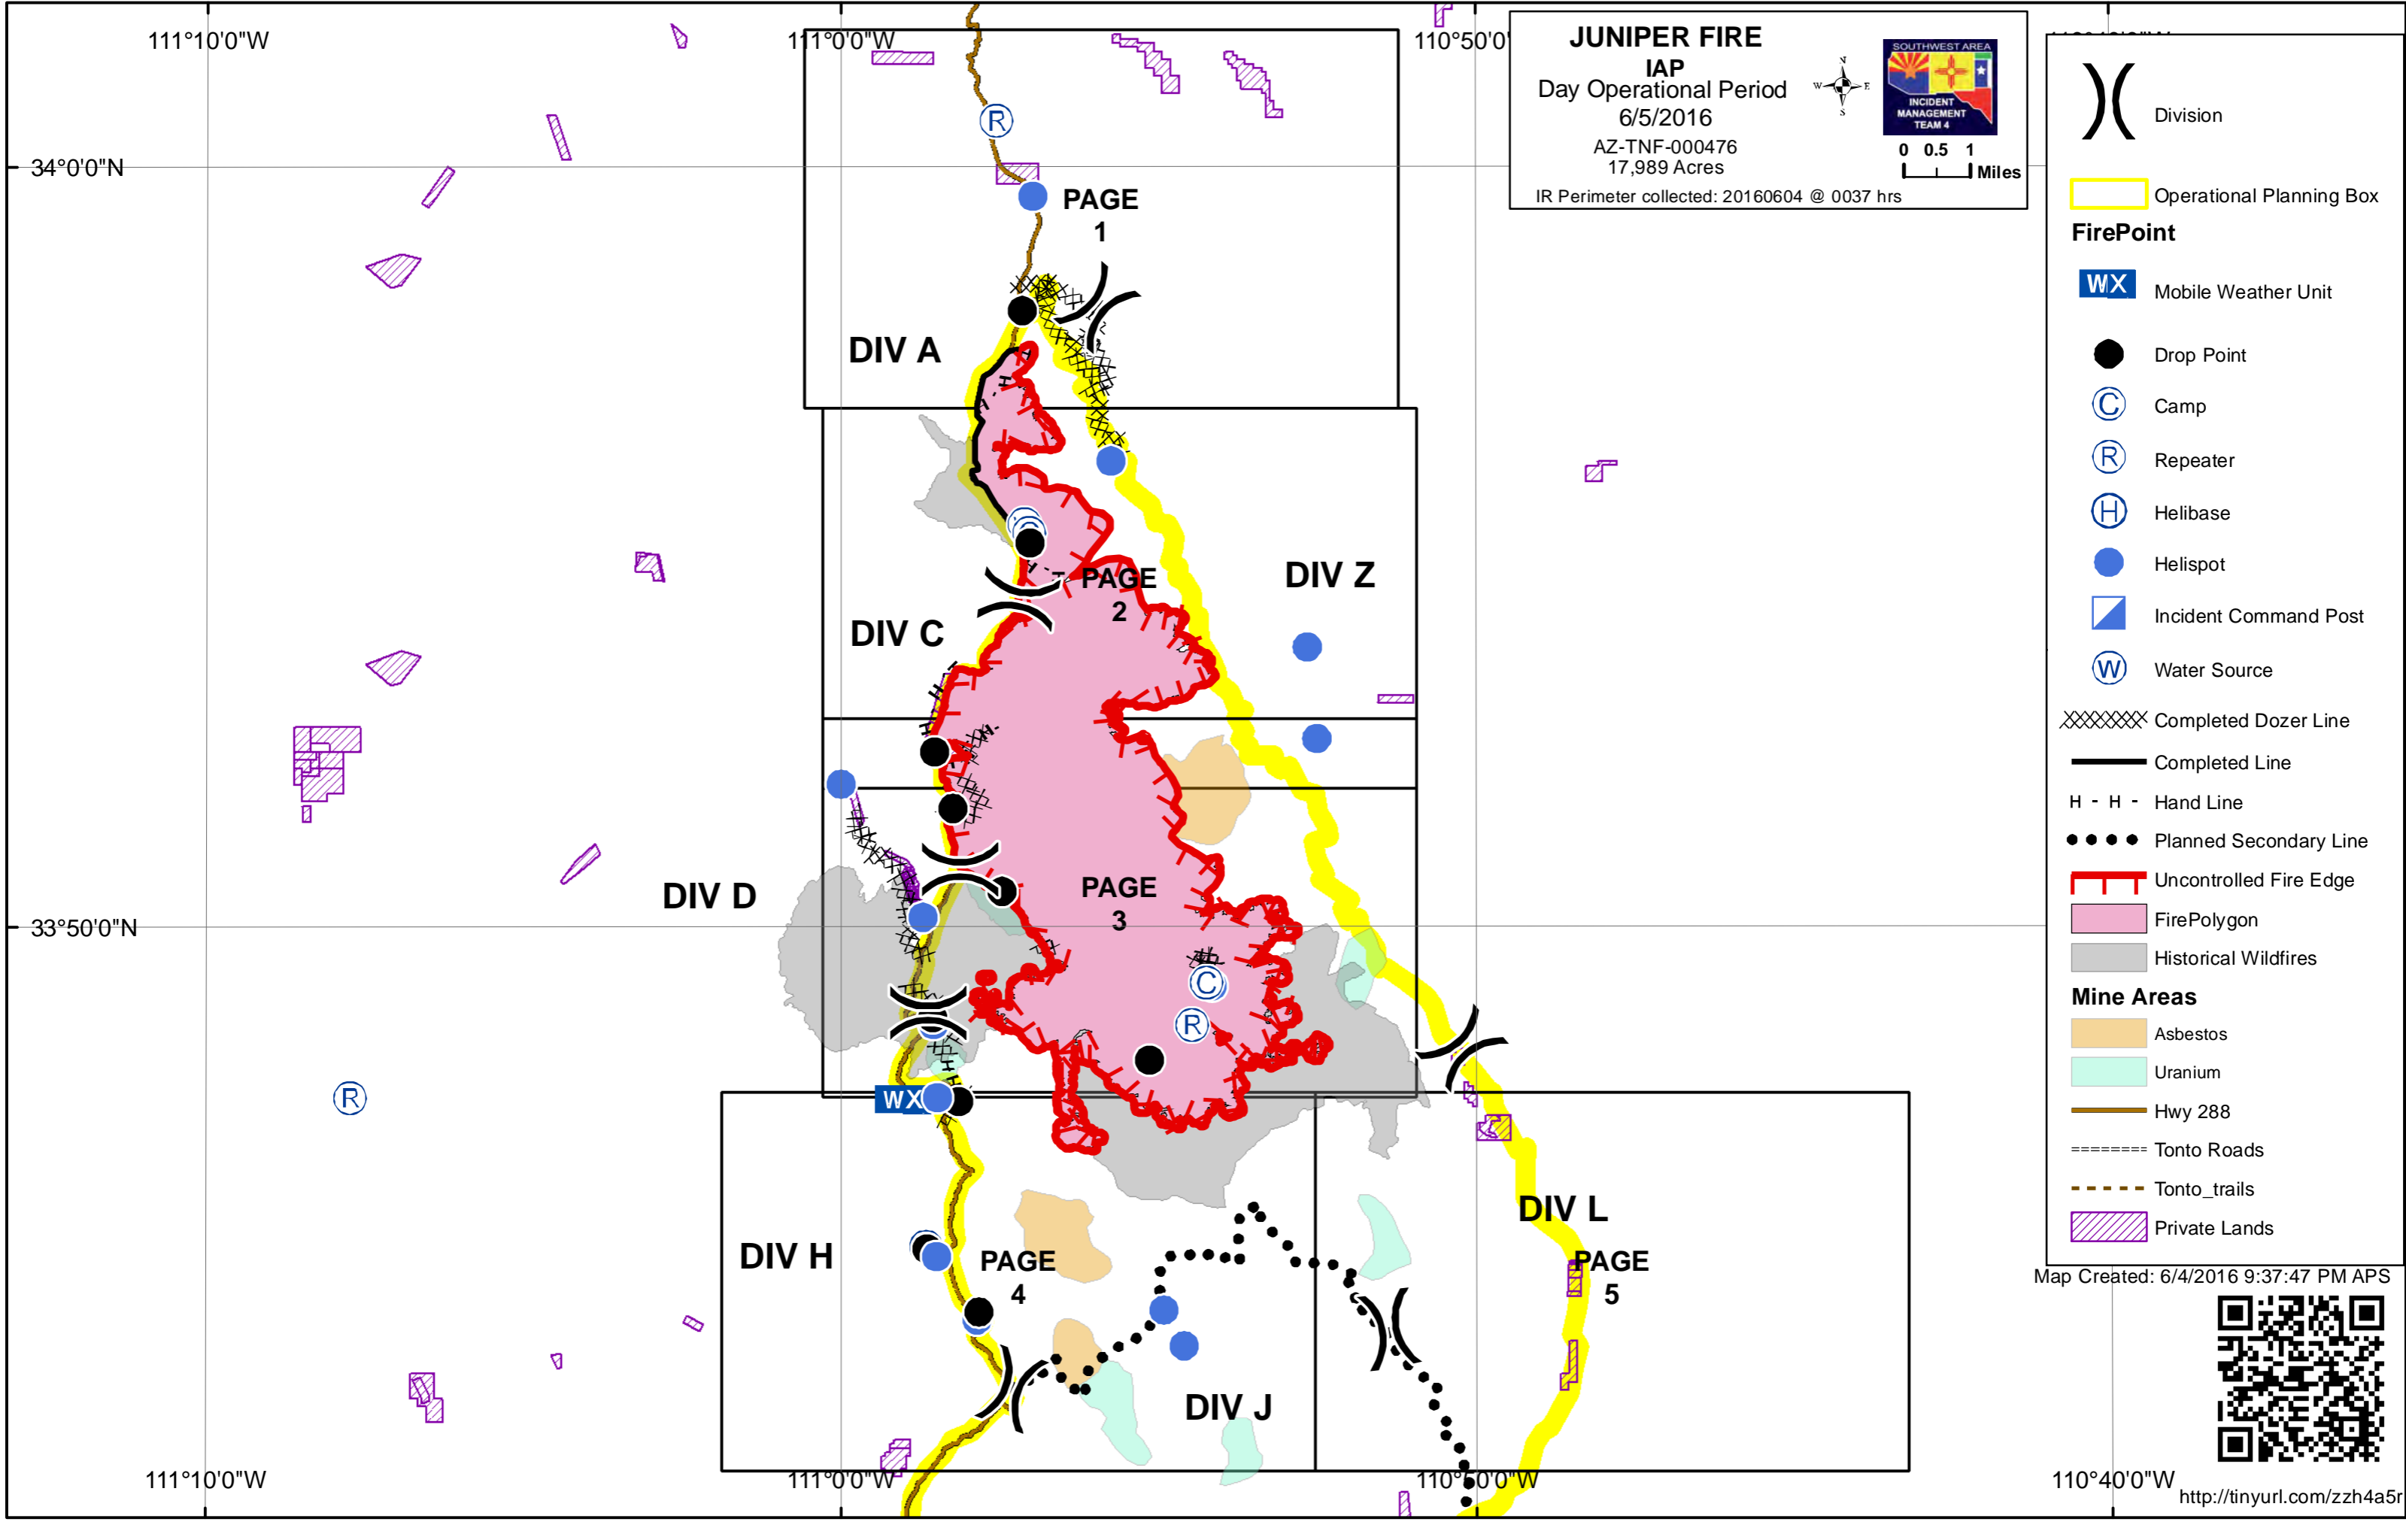 111°10'0"W
111°0'0"W
110°50'0"
JUNIPER FIRE
IAP
Day Operational Period
6/5/2016
AZ-TNF-000476
17,989 Acres
IR Perimeter collected: 20160604 @ 0037 hrs
N
W
E
S
SOUTHWEST AREA
INCIDENT
MANAGEMENT
TEAM 4
0 0.5 1
Miles
Division
Operational Planning Box
FirePoint
WX Mobile Weather Unit
Drop Point
C Camp
R Repeater
H Helibase
Helispot
Incident Command Post
W Water Source
Completed Dozer Line
Completed Line
H - H - Hand Line
Planned Secondary Line
Uncontrolled Fire Edge
FirePolygon
Historical Wildfires
Mine Areas
Asbestos
Uranium
Hwy 288
Tonto Roads
Tonto_trails
Private Lands
Map Created: 6/4/2016 9:37:47 PM APS
http://tinyurl.com/zzh4a5r
R
34°0'0"N
PAGE
1
DIV A
PAGE
2
DIV Z
DIV C
DIV D
PAGE
3
33°50'0"N
C
R
R
WX
DIV L
DIV H
PAGE
4
PAGE
5
DIV J
111°10'0"W
111°0'0"W
110°50'0"W
110°40'0"W